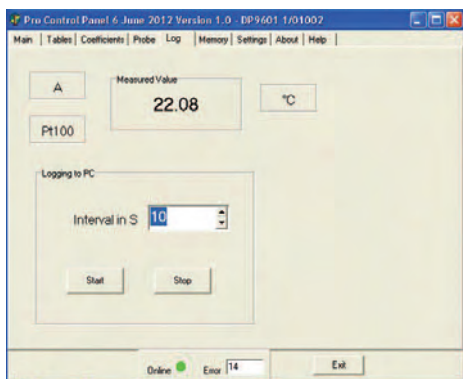 Pro Control Panel 6 June 2012 Version 1.0 - DP9601 1/01002
Main Tables Coefficients Probe Log Memory Settings About Help
A
Measured Value
22.08
°C
Pt100
Logging to PC
Interval in S 10
Start Stop
Online Error 14 Exit